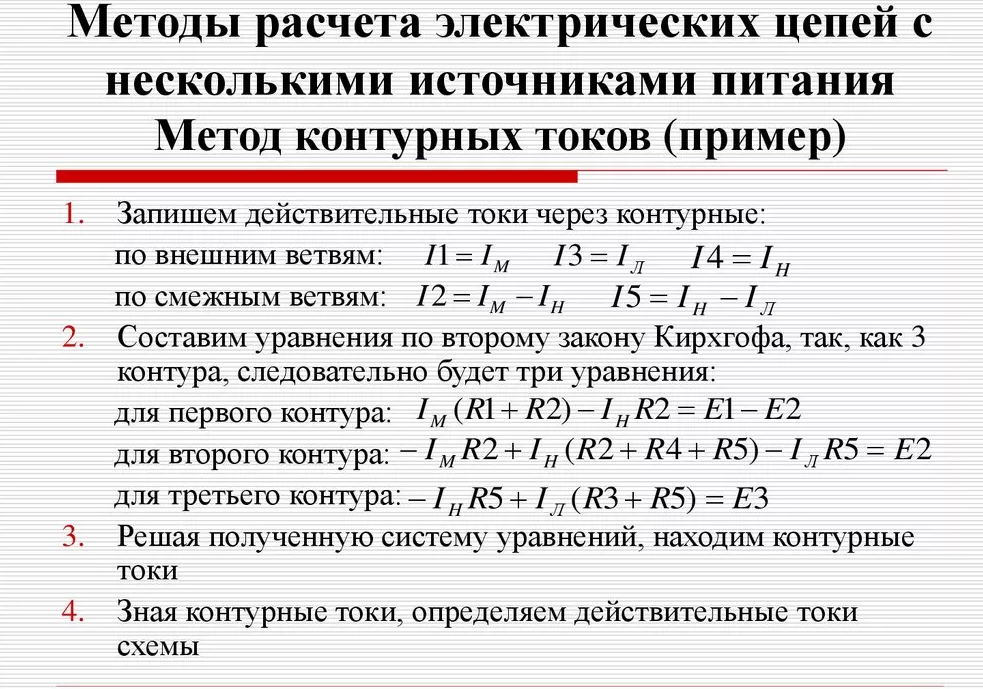 Методы расчета электрических цепей с
несколькими источниками питания
Метод контурных токов (пример)
1. Запишем действительные токи через контурные:
по внешним ветвям: I1 = I_М I3 = I_Л I4 = I_Н
по смежным ветвям: I2 = I_М − I_Н I5 = I_Н − I_Л
2. Составим уравнения по второму закону Кирхгофа, так, как 3
контура, следовательно будет три уравнения:
для первого контура: I_М (R1 + R2) − I_Н R2 = E1 − E2
для второго контура: − I_М R2 + I_Н (R2 + R4 + R5) − I_Л R5 = E2
для третьего контура: − I_Н R5 + I_Л (R3 + R5) = E3
3. Решая полученную систему уравнений, находим контурные
токи
4. Зная контурные токи, определяем действительные токи
схемы